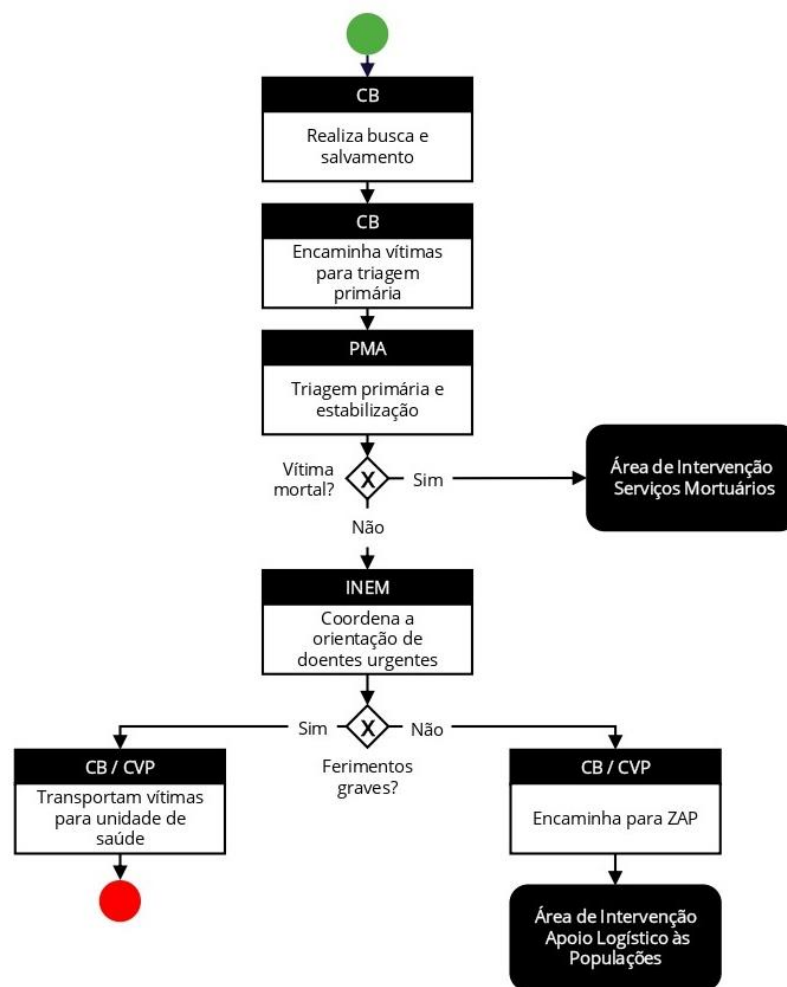 CB
Realiza busca e
salvamento
CB
Encaminha vítimas
para triagem
primária
PMA
Triagem primária e
estabilização
Vítima
mortal?
X
Sim
Área de Intervenção
Serviços Mortuários
Não
INEM
Coordena a
orientação de
doentes urgentes
Sim
X
Não
Ferimentos
graves?
CB / CVP
Transportam vítimas
para unidade de
saúde
CB / CVP
Encaminha para ZAP
Área de Intervenção
Apoio Logístico às
Populações